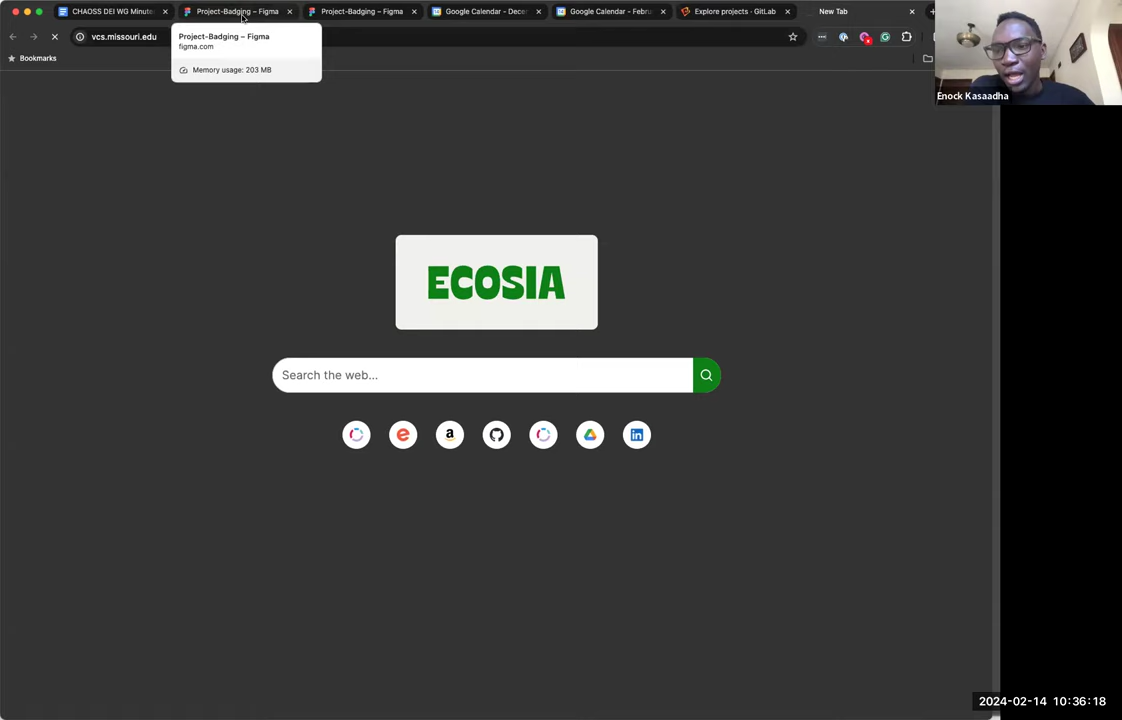 CHAOSS DEI WG Minute
Project-Badging – Figma
Project-Badging – Figma
Google Calendar - Dece
Google Calendar - Febru
Explore projects · GitLab
New Tab
vcs.missouri.edu
Bookmarks
Project-Badging – Figma
figma.com
Memory usage: 203 MB
Enock Kasaadha
ECOSIA
Search the web...
2024-02-14 10:36:18